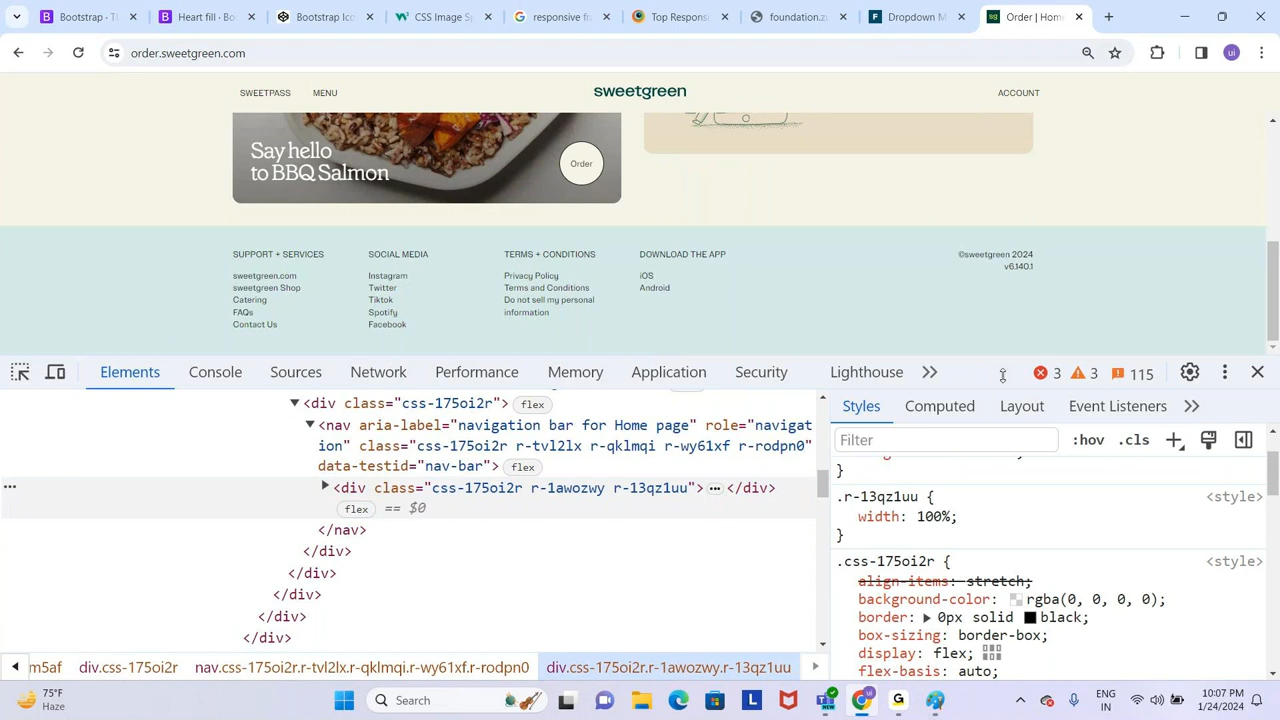 Bootstrap · T
Heart fill · Bo
Bootstrap Ico
CSS Image Sp
responsive fr
Top Respons
foundation.zu
Dropdown M
Order | Hom
order.sweetgreen.com
ui
SWEETPASS
MENU
sweetgreen
ACCOUNT
Say hello
to BBQ Salmon
Order
SUPPORT + SERVICES
sweetgreen.com
sweetgreen Shop
Catering
FAQs
Contact Us
SOCIAL MEDIA
Instagram
Twitter
Tiktok
Spotify
Facebook
TERMS + CONDITIONS
Privacy Policy
Terms and Conditions
Do not sell my personal
information
DOWNLOAD THE APP
iOS
Android
©sweetgreen 2024
v6.140.1
Elements Console Sources Network Performance Memory Application Security Lighthouse
3 3 115
<div class="css-175oi2r"> flex
<nav aria-label="navigation bar for Home page" role="navigat
ion" class="css-175oi2r r-tvl2lx r-qklmqi r-wy61xf r-rodpn0"
data-testid="nav-bar"> flex
<div class="css-175oi2r r-1awozwy r-13qz1uu"> … </div>
flex == $0
</nav>
</div>
</div>
</div>
</div>
</div>
m5af div.css-175oi2r nav.css-175oi2r.r-tvl2lx.r-qklmqi.r-wy61xf.r-rodpn0 div.css-175oi2r.r-1awozwy.r-13qz1uu
Styles Computed Layout Event Listeners
Filter
:hov .cls
}
.r-13qz1uu {
<style>
width: 100%;
}
.css-175oi2r {
<style>
align-items: stretch;
background-color: rgba(0, 0, 0, 0);
border: 0px solid black;
box-sizing: border-box;
display: flex;
flex-basis: auto;
75°F
Haze
Search
ENG
IN
10:07 PM
1/24/2024